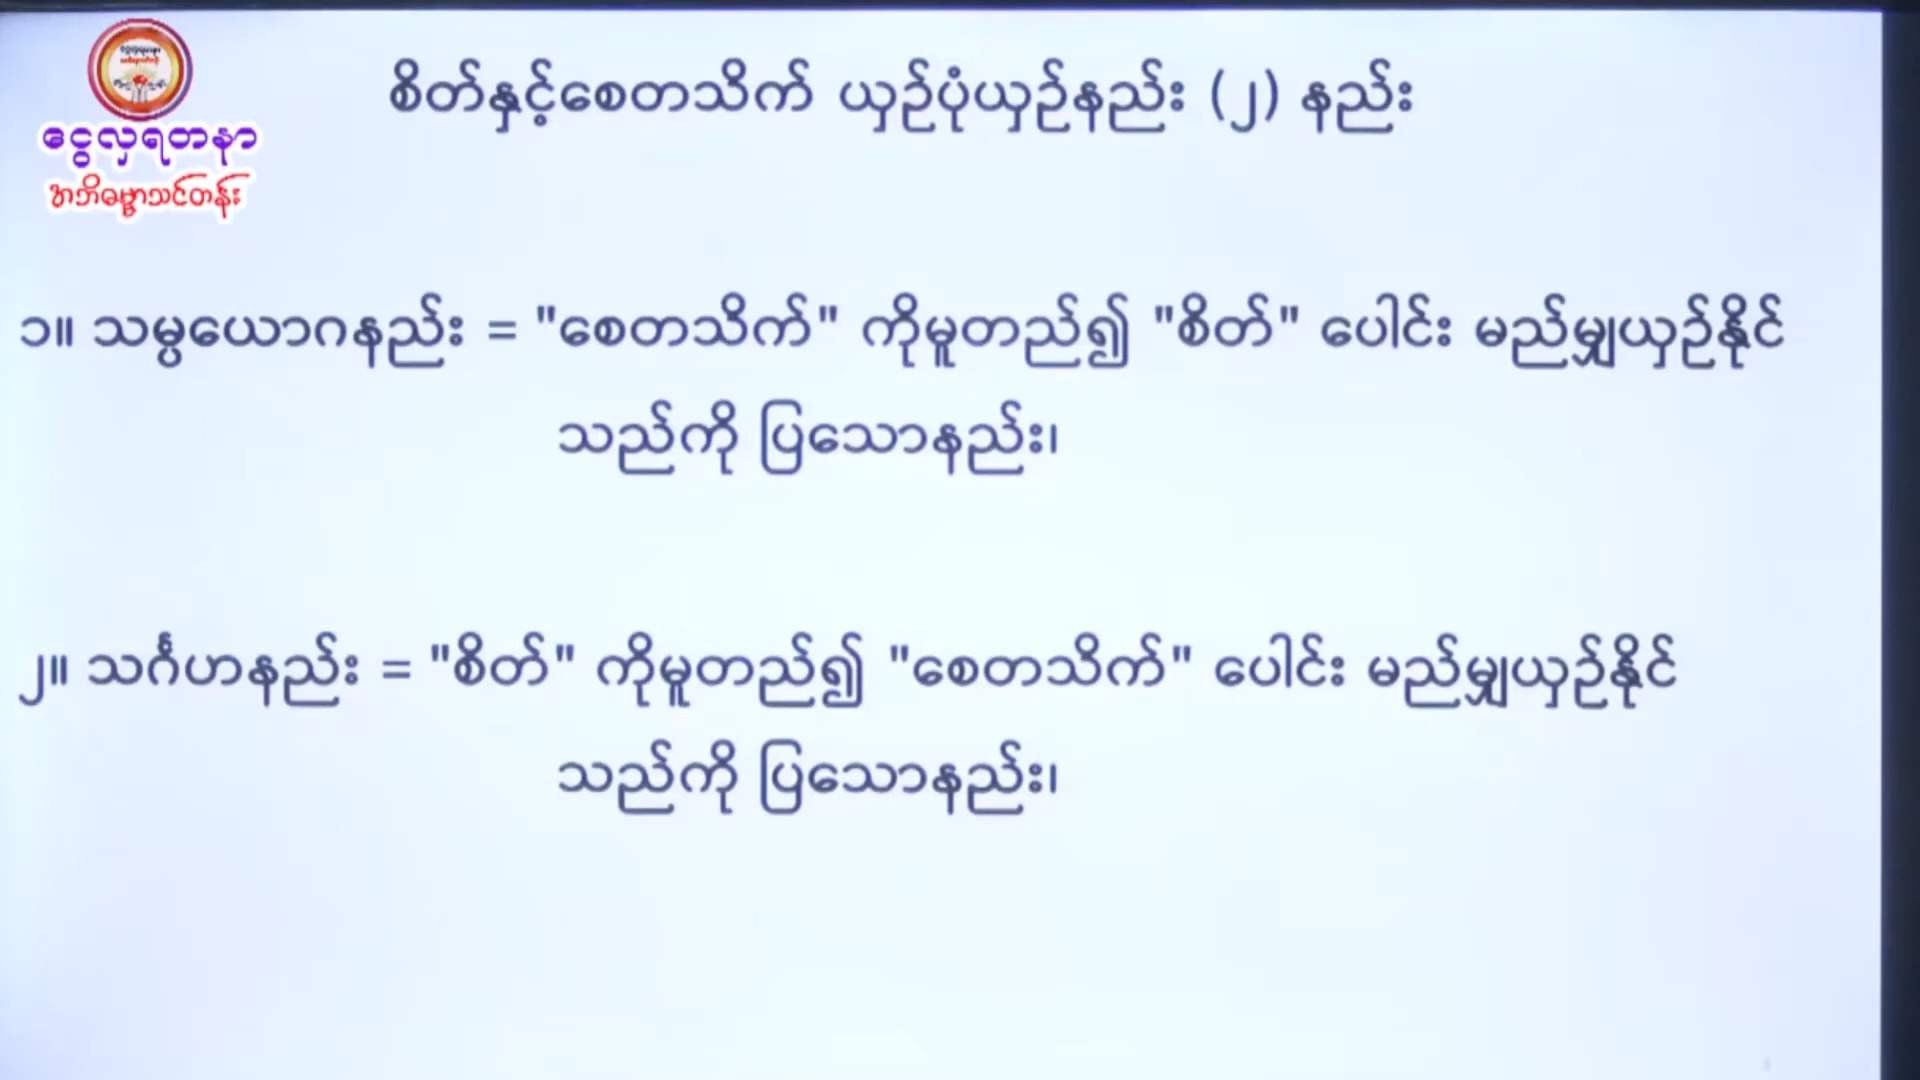 ငွေလှရတနာ
အဘိဓမ္မာသင်တန်း
စိတ်နှင့်စေတသိက် ယှဉ်ပုံယှဉ်နည်း (၂) နည်း
၁။ သမ္ပယောဂနည်း = "စေတသိက်" ကိုမူတည်၍ "စိတ်" ပေါင်း မည်မျှယှဉ်နိုင်
သည်ကို ပြသောနည်း၊
၂။ သင်္ဂဟနည်း = "စိတ်" ကိုမူတည်၍ "စေတသိက်" ပေါင်း မည်မျှယှဉ်နိုင်
သည်ကို ပြသောနည်း၊